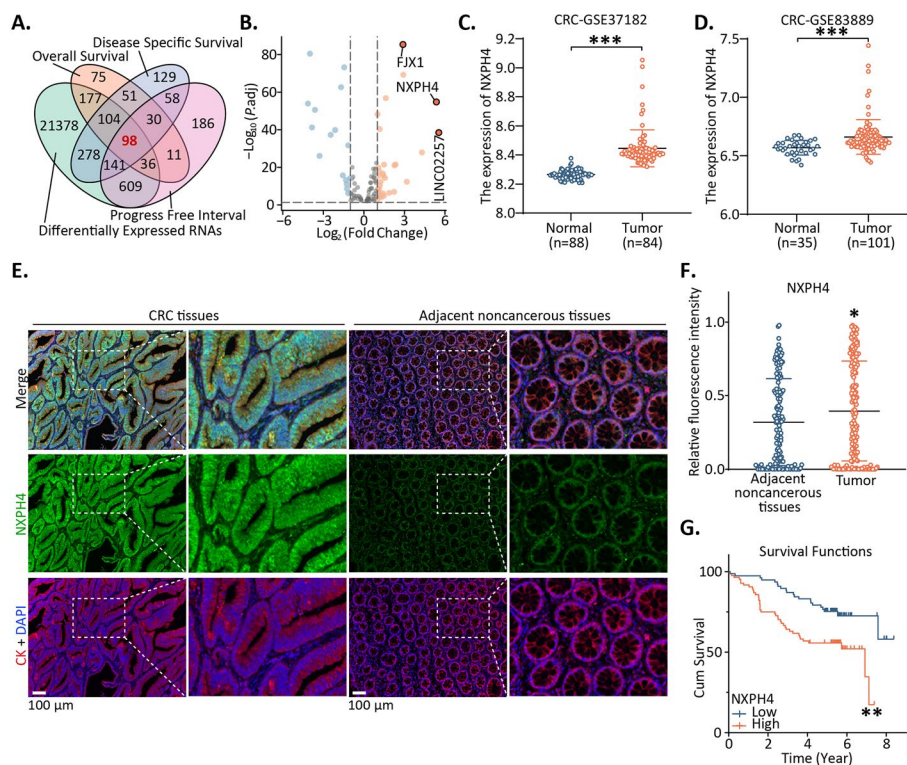 A.
Disease Specific Survival
Overall Survival
75
129
177
51
58
21378
104
30
186
98
278
141
36
11
609
Progress Free Interval
Differentially Expressed RNAs
B.
−Log₁₀ (P.adj)
80
60
40
20
0
−6
−3
0
3
6
Log₂ (Fold Change)
FJX1
NXPH4
LINC02257
C.
CRC-GSE37182
***
The expression of NXPH4
9.2
9.0
8.8
8.6
8.4
8.2
8.0
Normal
(n=88)
Tumor
(n=84)
D.
CRC-GSE83889
***
The expression of NXPH4
7.5
7.0
6.5
6.0
Normal
(n=35)
Tumor
(n=101)
E.
CRC tissues
Adjacent noncancerous tissues
Merge
NXPH4
CK + DAPI
100 μm
100 μm
F.
NXPH4
*
Relative fluorescence intensity
1.0
0.5
0.0
Adjacent
noncancerous
tissues
Tumor
G.
Survival Functions
Cum Survival
100
50
0
NXPH4
Low
High
**
0
2
4
6
8
Time (Year)